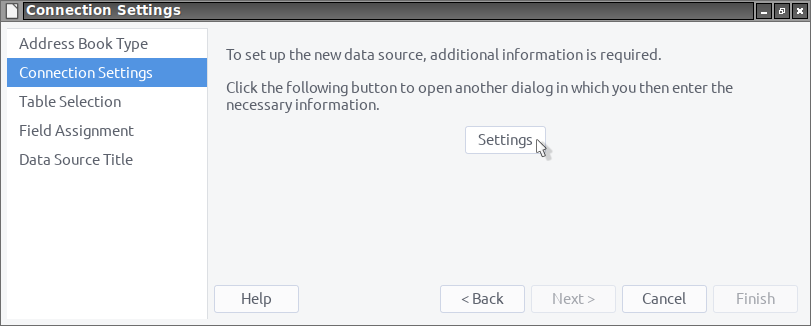 Connection Settings
Address Book Type
Connection Settings
Table Selection
Field Assignment
Data Source Title
To set up the new data source, additional information is required.
Click the following button to open another dialog in which you then enter the
necessary information.
Settings
Help
< Back
Next >
Cancel
Finish